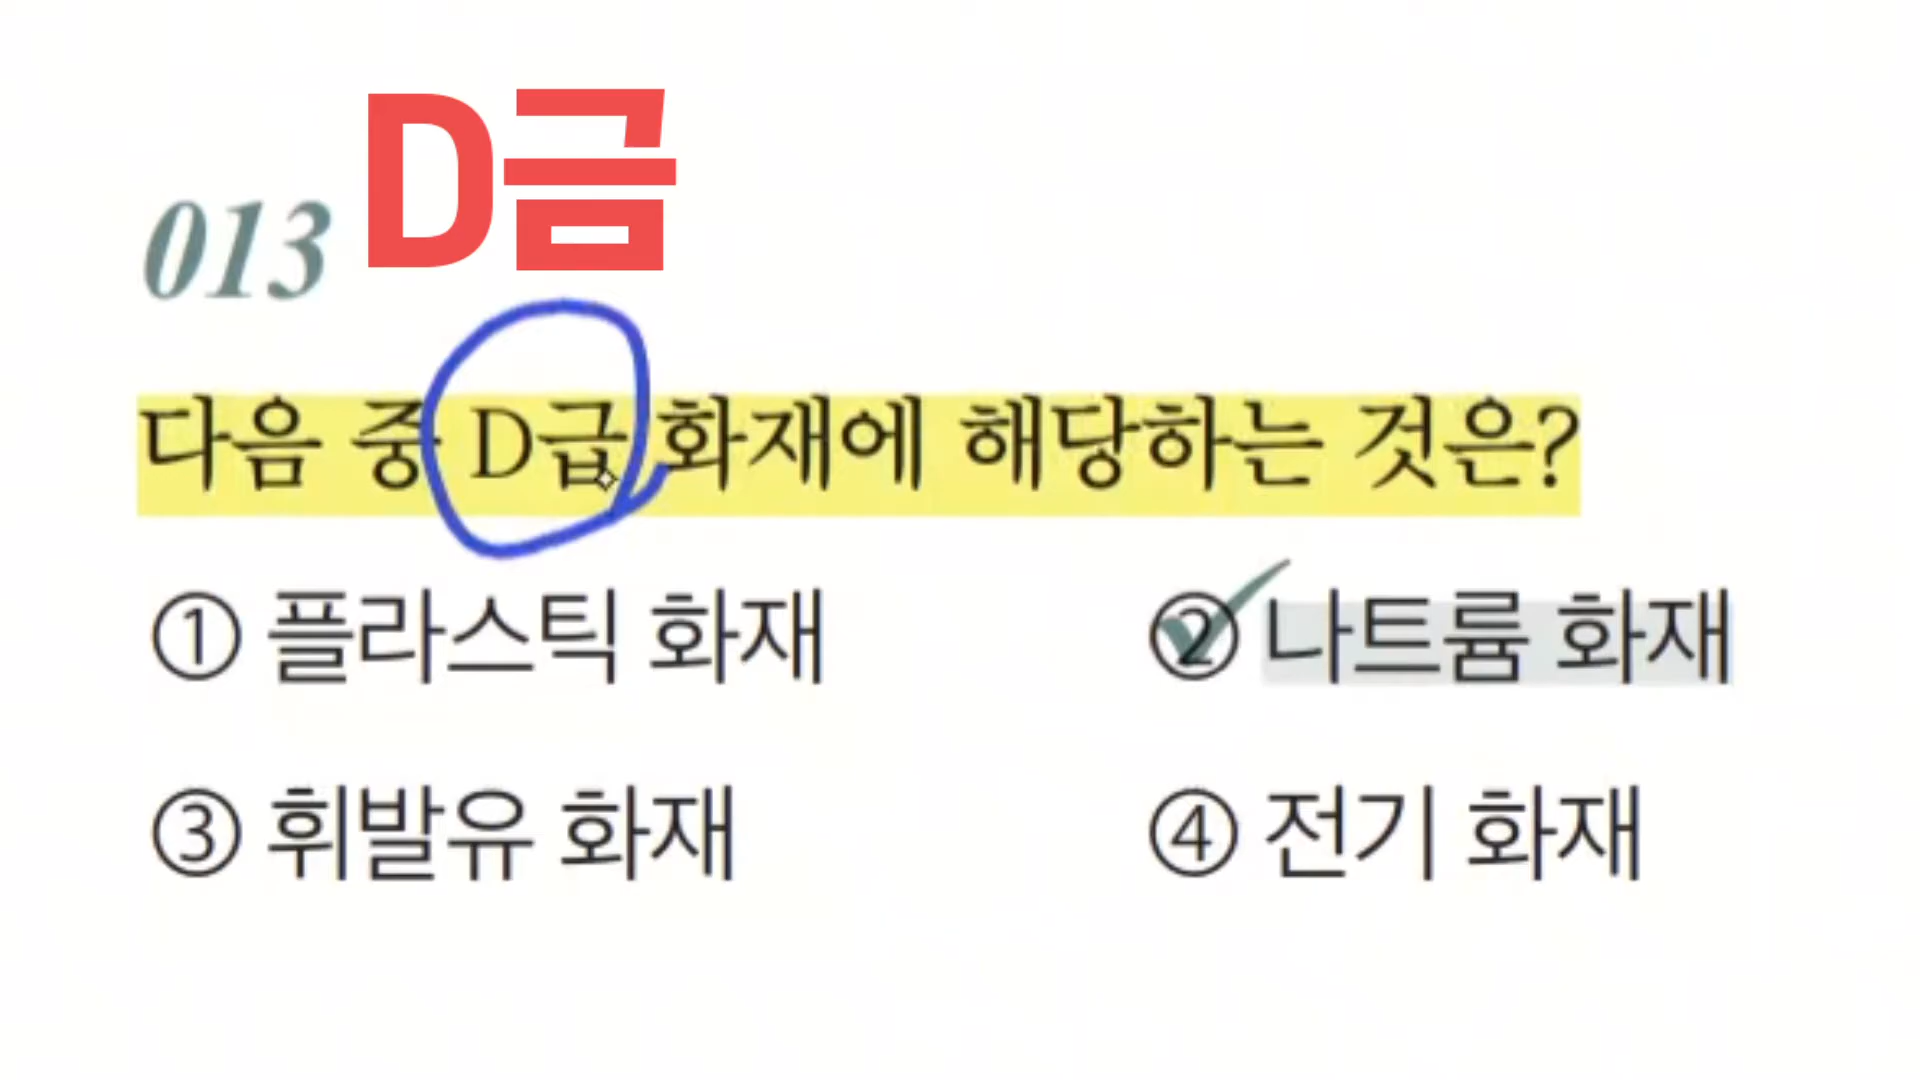 D금
013
다음 중 D급 화재에 해당하는 것은?
① 플라스틱 화재
② 나트륨 화재
③ 휘발유 화재
④ 전기 화재